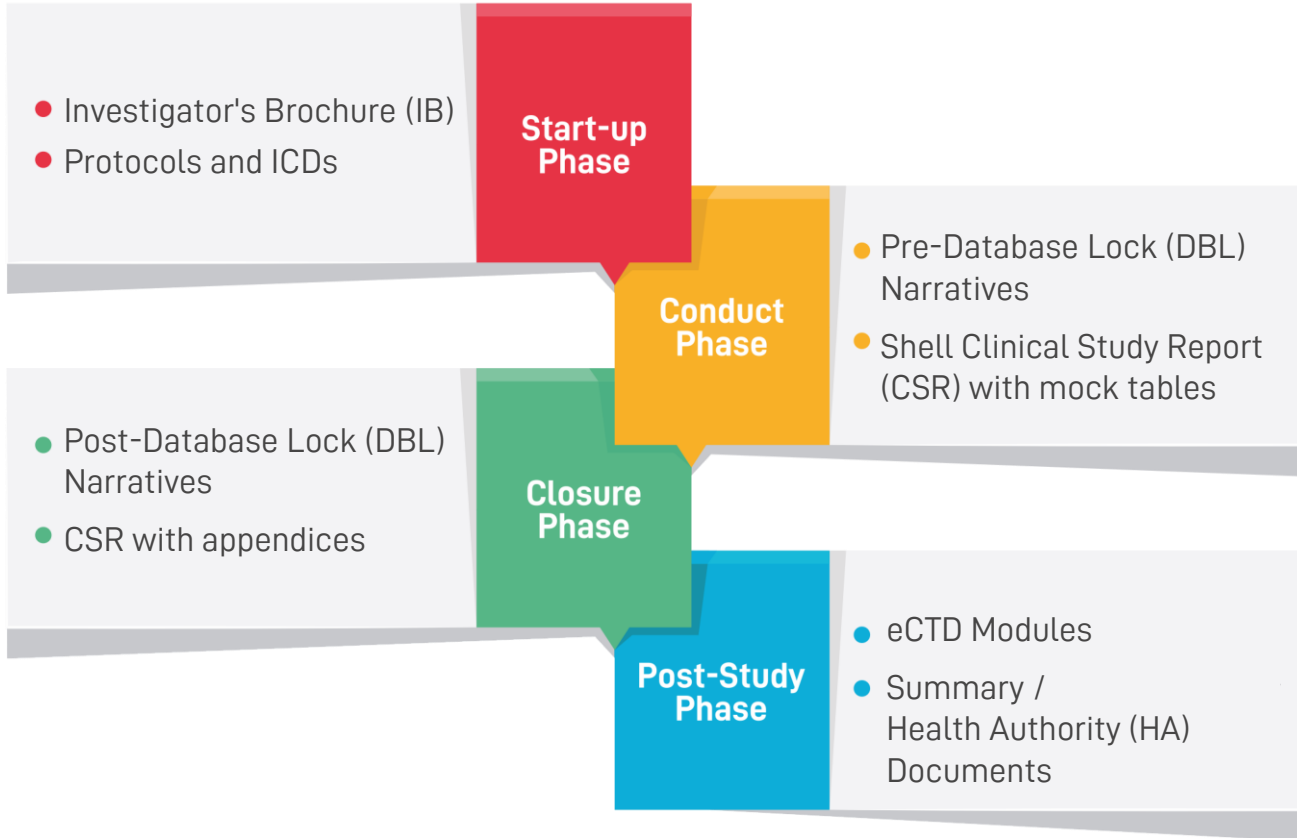 Investigator's Brochure (IB)
Protocols and ICDs
Start-up
Phase
Conduct
Phase
Pre-Database Lock (DBL)
Narratives
Shell Clinical Study Report
(CSR) with mock tables
Post-Database Lock (DBL)
Narratives
CSR with appendices
Closure
Phase
Post-Study
Phase
eCTD Modules
Summary /
Health Authority (HA)
Documents